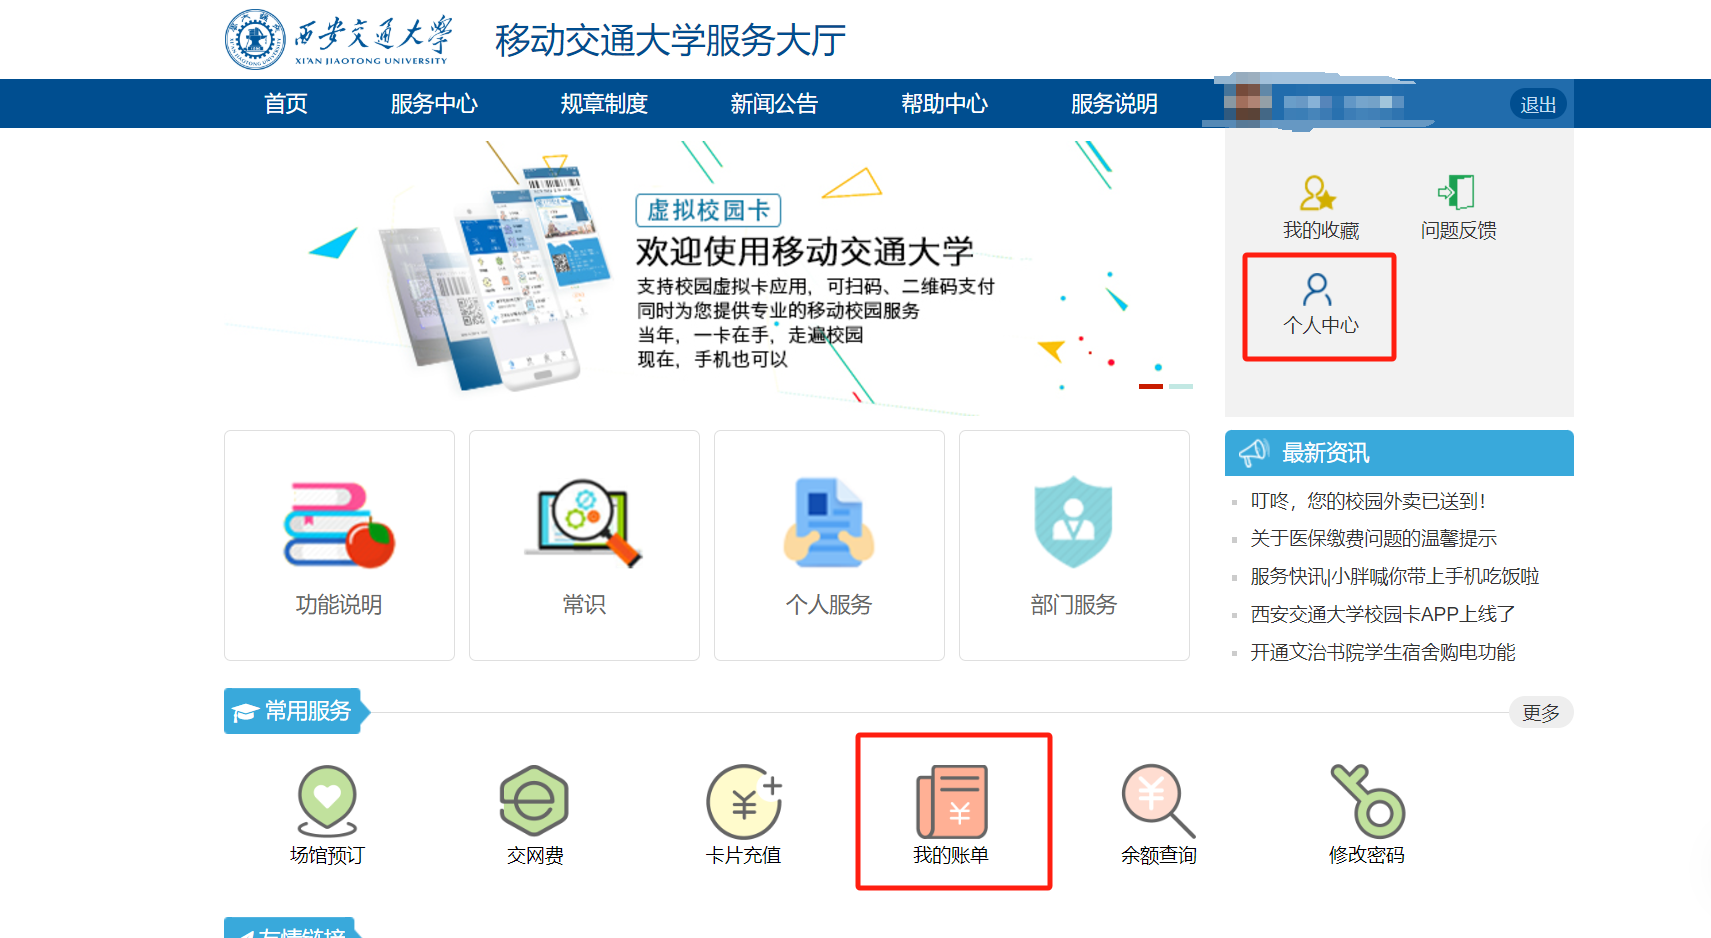 西安交通大学
XI'AN JIAOTONG UNIVERSITY
移动交通大学服务大厅
首页
服务中心
规章制度
新闻公告
帮助中心
服务说明
退出
虚拟校园卡
欢迎使用移动交通大学
支持校园虚拟卡应用，可扫码、二维码支付
同时为您提供专业的移动校园服务
当年，一卡在手，走遍校园
现在，手机也可以
我的收藏
问题反馈
个人中心
功能说明
常识
个人服务
部门服务
最新资讯
叮咚，您的校园外卖已送到！
关于医保缴费问题的温馨提示
服务快讯|小胖喊你带上手机吃饭啦
西安交通大学校园卡APP上线了
开通文治书院学生宿舍购电功能
常用服务
更多
场馆预订
交网费
卡片充值
我的账单
余额查询
修改密码
友情链接